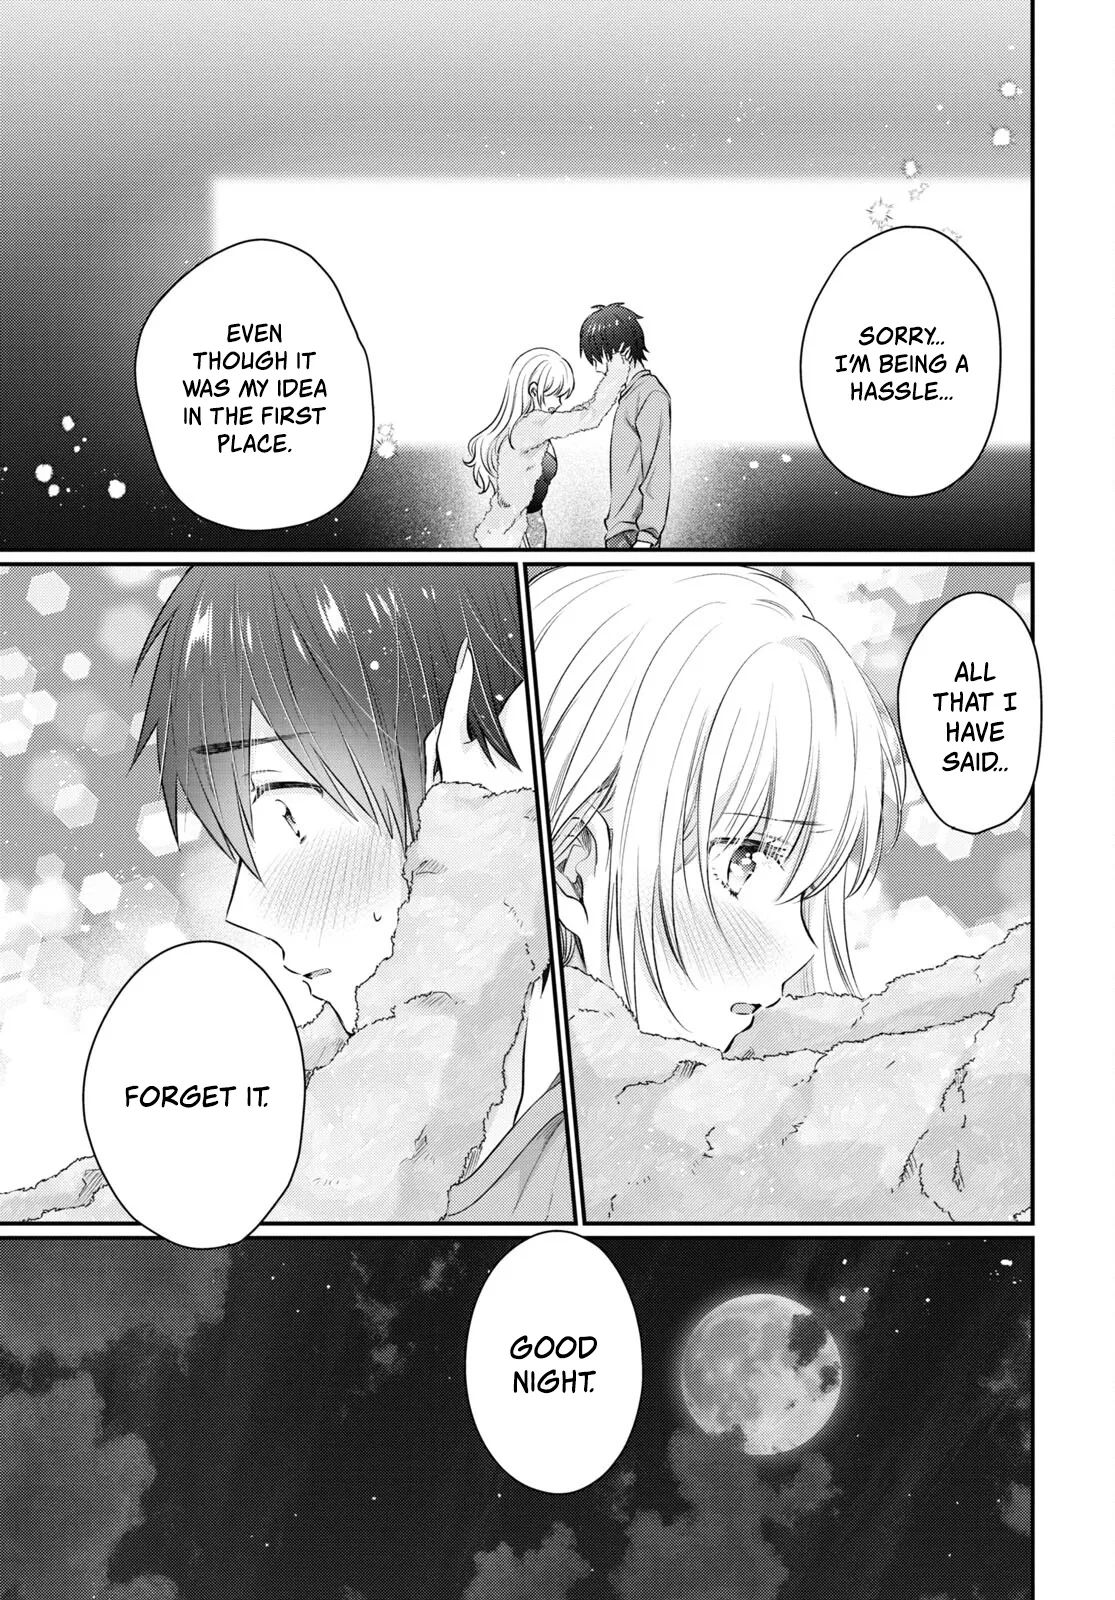 SORRY...
I'M BEING A
HASSLE...
EVEN
THOUGH IT
WAS MY IDEA
IN THE FIRST
PLACE.
ALL
THAT I
HAVE
SAID...
FORGET IT.
GOOD
NIGHT.